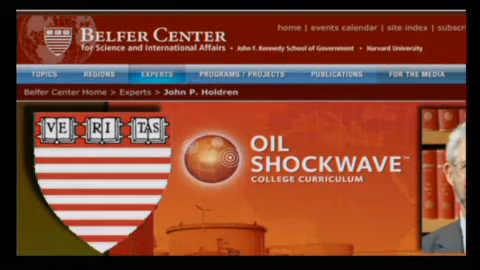 home | events calendar | site index | subscri
BELFER CENTER
for Science and International Affairs • John F. Kennedy School of Government • Harvard University
TOPICS REGIONS EXPERTS PROGRAMS / PROJECTS PUBLICATIONS FOR THE MEDIA
Belfer Center Home > Experts > John P. Holdren
VE RI TAS
OIL
SHOCKWAVE™
COLLEGE CURRICULUM